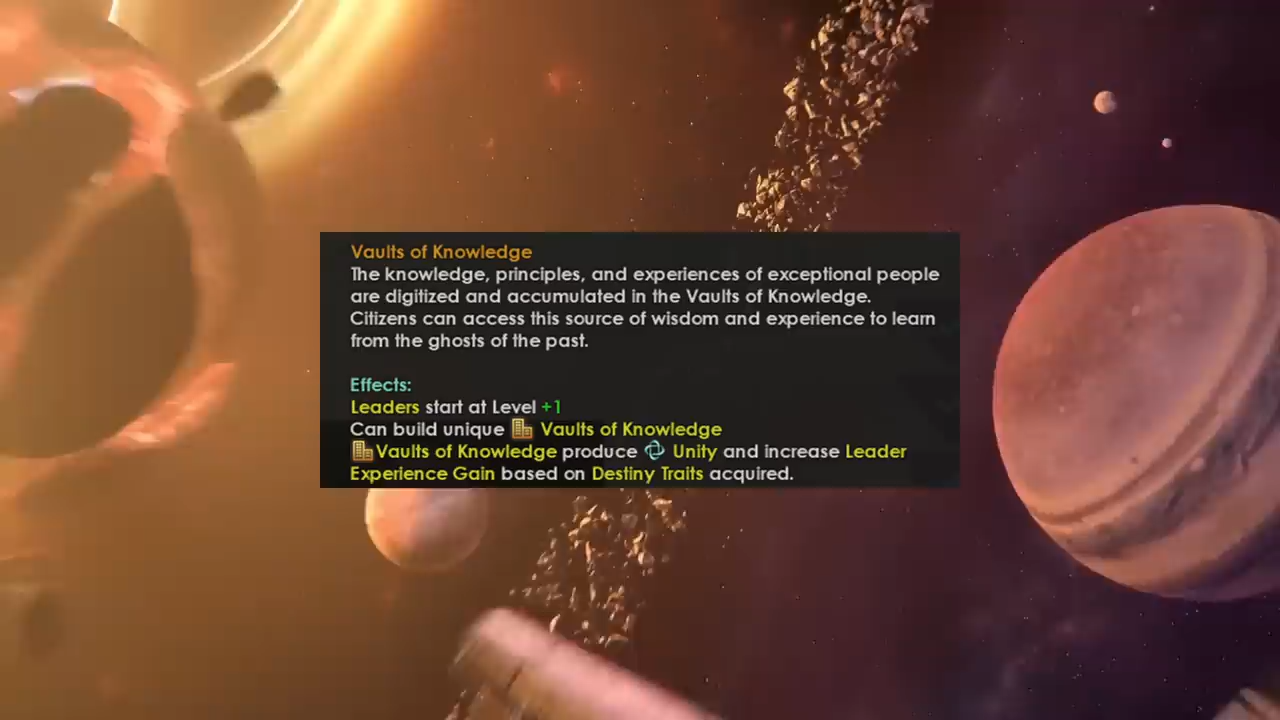 Vaults of Knowledge
The knowledge, principles, and experiences of exceptional people
are digitized and accumulated in the Vaults of Knowledge.
Citizens can access this source of wisdom and experience to learn
from the ghosts of the past.
Effects:
Leaders start at Level +1
Can build unique Vaults of Knowledge
Vaults of Knowledge produce Unity and increase Leader
Experience Gain based on Destiny Traits acquired.